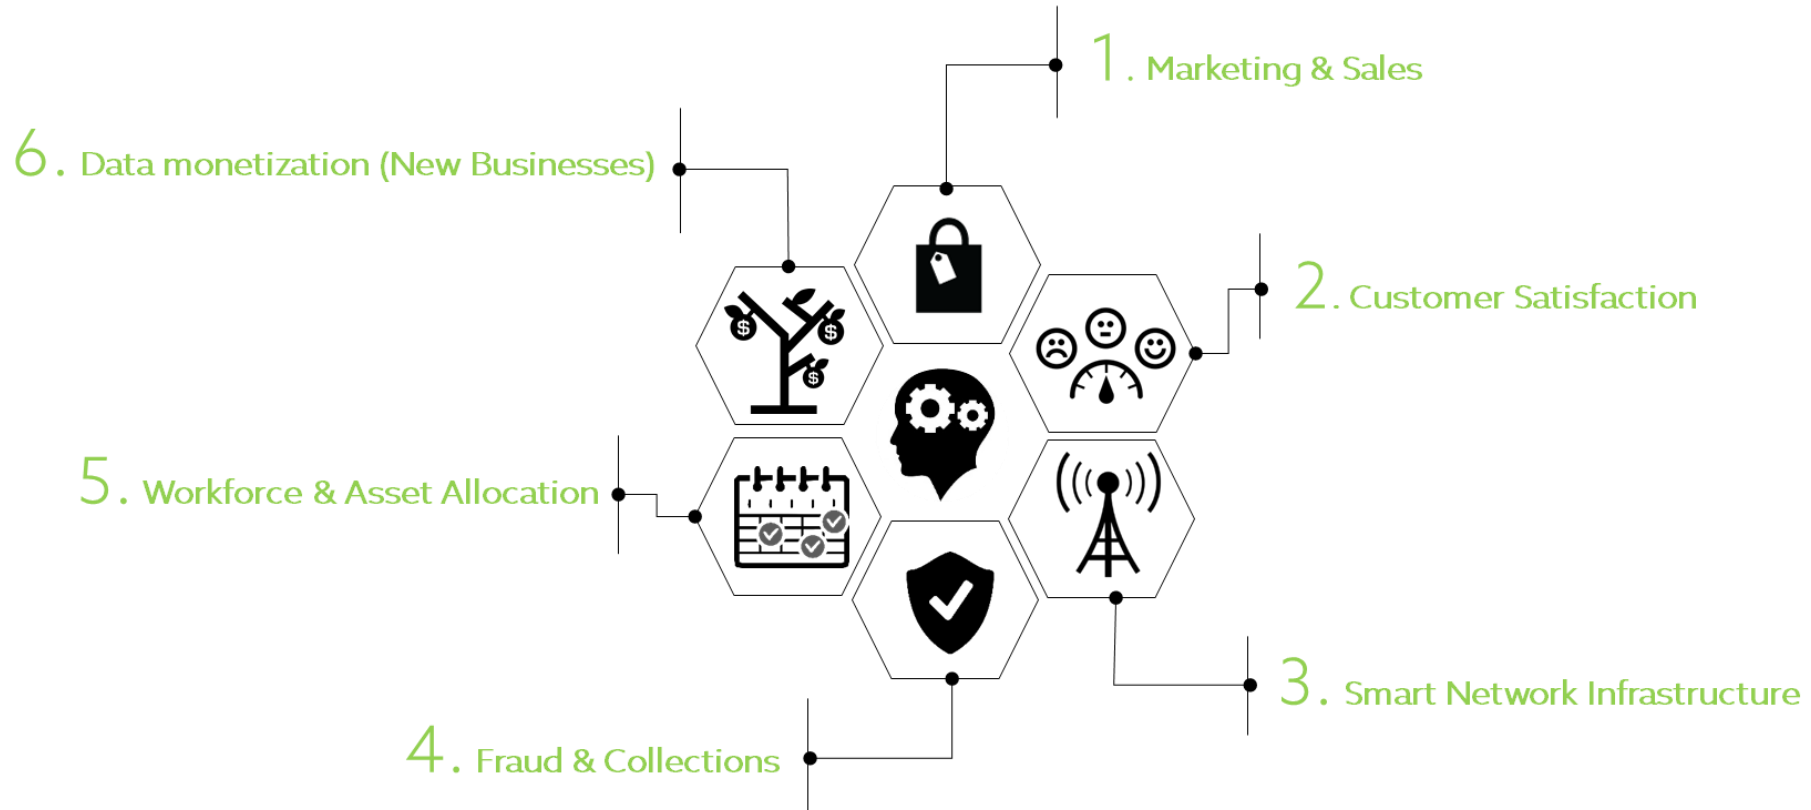 1. Marketing & Sales
2. Customer Satisfaction
3. Smart Network Infrastructure
4. Fraud & Collections
5. Workforce & Asset Allocation
6. Data monetization (New Businesses)
$
$
$